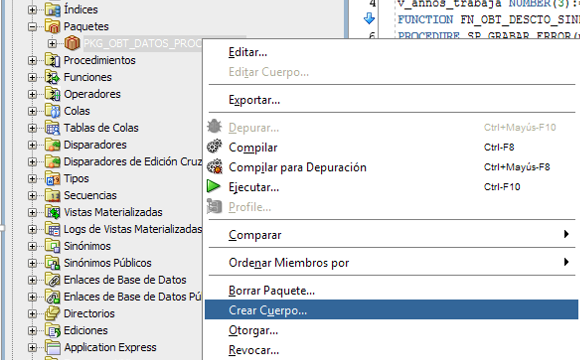 Índices
Paquetes
PKG_OBT_DATOS_PROC
Procedimientos
Funciones
Operadores
Colas
Tablas de Colas
Disparadores
Disparadores de Edición Cruz
Tipos
Secuencias
Vistas Materializadas
Logs de Vistas Materializadas
Sinónimos
Sinónimos Públicos
Enlaces de Base de Datos
Enlaces de Base de Datos Pú
Directorios
Ediciones
Application Express
Editar...
Editar Cuerpo...
Exportar...
Depurar... Ctrl+Mayús-F10
Compilar Ctrl-F8
Compilar para Depuración Ctrl+Mayús-F8
Ejecutar... Ctrl-F10
Profile...
Comparar
Ordenar Miembros por
Borrar Paquete...
Crear Cuerpo...
Otorgar...
Revocar...
4 v_annos_trabaja NUMBER(3):
FUNCTION FN_OBT_DESCTO_SIN
6 PROCEDURE SP_GRABAR_ERROR(